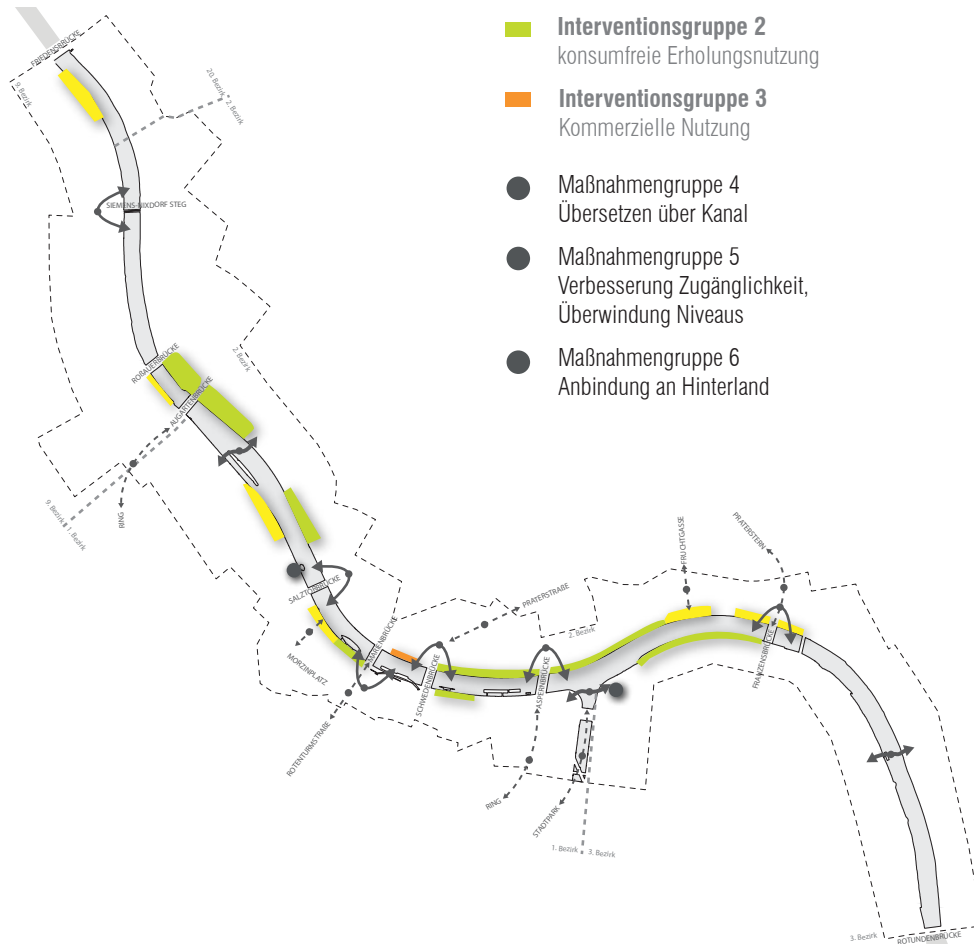 Interventionsgruppe 2
konsumfreie Erholungsnutzung
Interventionsgruppe 3
Kommerzielle Nutzung
Maßnahmengruppe 4
Übersetzen über Kanal
Maßnahmengruppe 5
Verbesserung Zugänglichkeit,
Überwindung Niveaus
Maßnahmengruppe 6
Anbindung an Hinterland
FRIEDENSBRÜCKE
9. Bezirk
20. Bezirk
2. Bezirk
SIEMENS-NIXDORF STEG
ROßAUERBRÜCKE
2. Bezirk
AUGARTENBRÜCKE
RING
9. Bezirk
1. Bezirk
SALZTORBRÜCKE
MORZINPLATZ
MARIENBRÜCKE
ROTENTURMSTRAßE
SCHWEDENBRÜCKE
PRATERSTRAßE
2. Bezirk
ASPERNBRÜCKE
RING
STADTPARK
1. Bezirk
3. Bezirk
FRUCHTGASSE
PRATERSTERN
FRANZENSBRÜCKE
3. Bezirk
ROTUNDENBRÜCKE